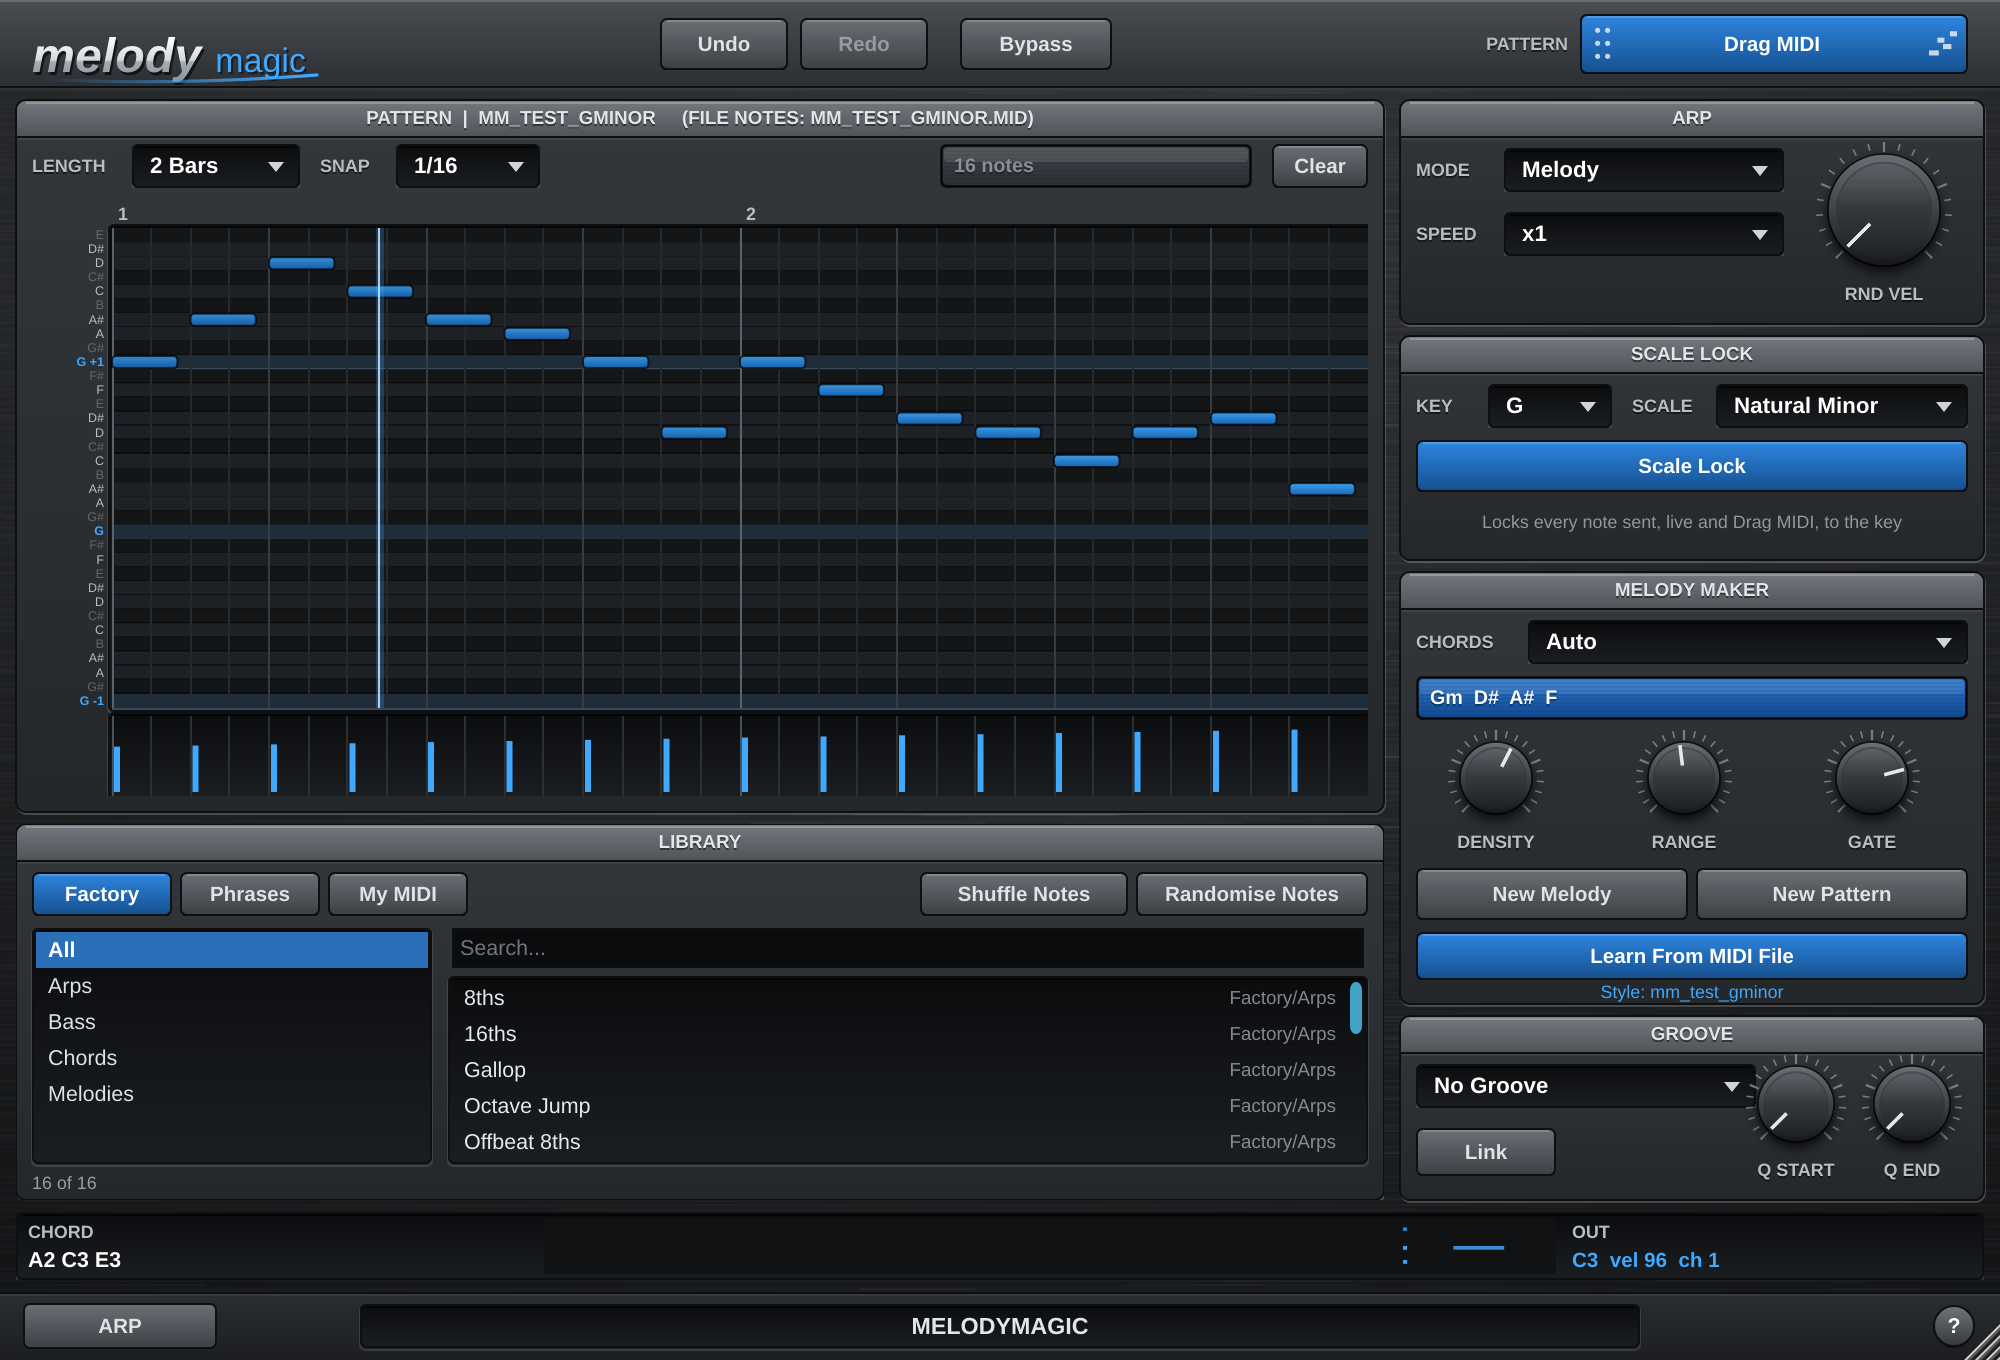 melody magic
Undo
Redo
Bypass
PATTERN
Drag MIDI
PATTERN | MM_TEST_GMINOR (FILE NOTES: MM_TEST_GMINOR.MID)
LENGTH
2 Bars
SNAP
1/16
16 notes
Clear
1
2
E
D#
D
C#
C
B
A#
A
G#
G +1
F#
F
E
D#
D
C#
C
B
A#
A
G#
G
F#
F
E
D#
D
C#
C
B
A#
A
G#
G -1
ARP
MODE
Melody
SPEED
x1
RND VEL
SCALE LOCK
KEY
G
SCALE
Natural Minor
Scale Lock
Locks every note sent, live and Drag MIDI, to the key
MELODY MAKER
CHORDS
Auto
Gm D# A# F
DENSITY
RANGE
GATE
New Melody
New Pattern
Learn From MIDI File
Style: mm_test_gminor
GROOVE
No Groove
Link
Q START
Q END
LIBRARY
Factory
Phrases
My MIDI
Shuffle Notes
Randomise Notes
All
Arps
Bass
Chords
Melodies
Search...
8ths Factory/Arps
16ths Factory/Arps
Gallop Factory/Arps
Octave Jump Factory/Arps
Offbeat 8ths Factory/Arps
16 of 16
CHORD
A2 C3 E3
OUT
C3 vel 96 ch 1
ARP
MELODYMAGIC
?